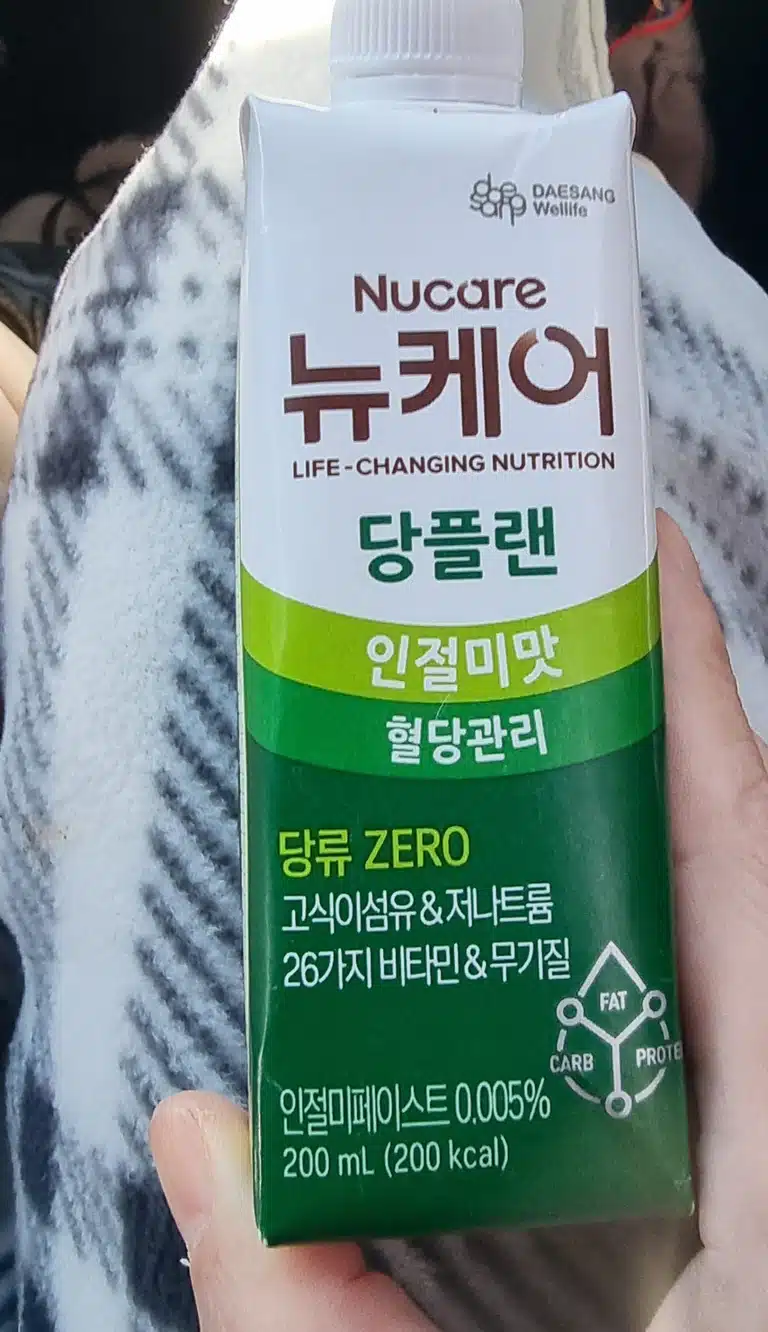 DAESANG
Wellife
Nucare
뉴케어
LIFE-CHANGING NUTRITION
당플랜
인절미맛
혈당관리
당류 ZERO
고식이섬유&저나트륨
26가지 비타민&무기질
FAT
CARB
인절미페이스트 0.005%
200 mL (200 kcal)